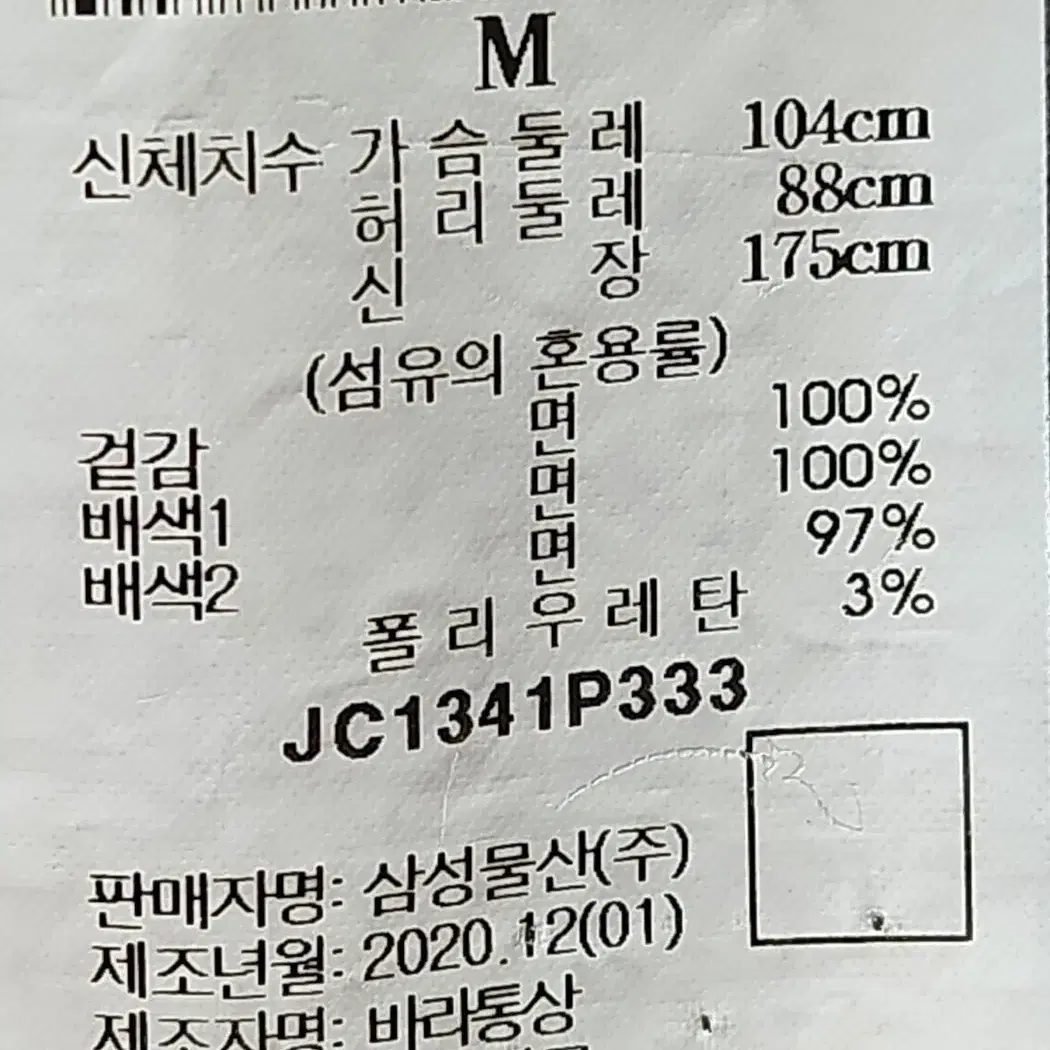 M
신체치수 가슴둘레 104cm
허리둘레 88cm
신장 175cm
(섬유의 혼용률)
겉감 면 100%
배색1 면 100%
배색2 면 97%
폴리우레탄 3%
JC1341P333
판매자명: 삼성물산(주)
제조년월: 2020.12(01)
제조자명: 바라통상